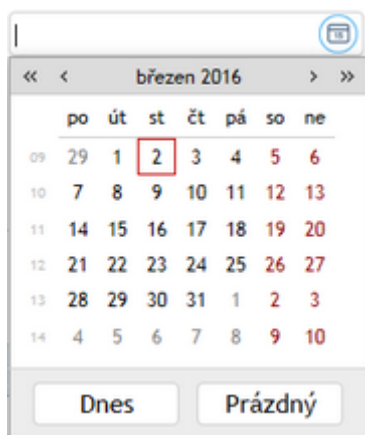 « ‹ březen 2016 › »
po út st čt pá so ne
09 29 1 2 3 4 5 6
10 7 8 9 10 11 12 13
11 14 15 16 17 18 19 20
12 21 22 23 24 25 26 27
13 28 29 30 31 1 2 3
14 4 5 6 7 8 9 10
Dnes Prázdný